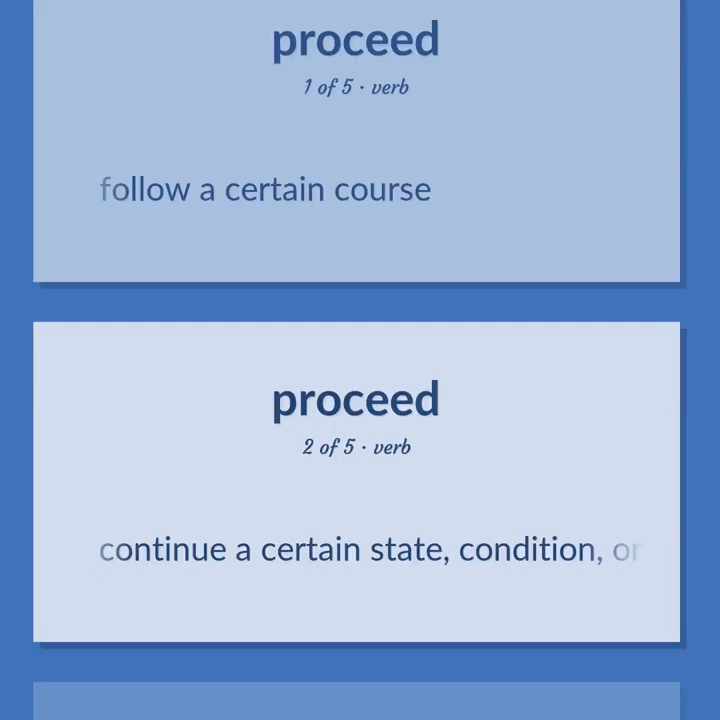 proceed
1 of 5 · verb
follow a certain course
proceed
2 of 5 · verb
continue a certain state, condition, or